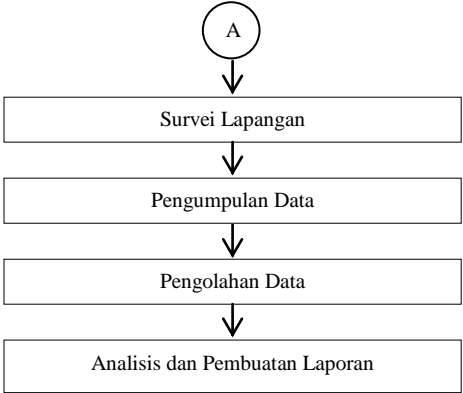 A
Survei Lapangan
Pengumpulan Data
Pengolahan Data
Analisis dan Pembuatan Laporan